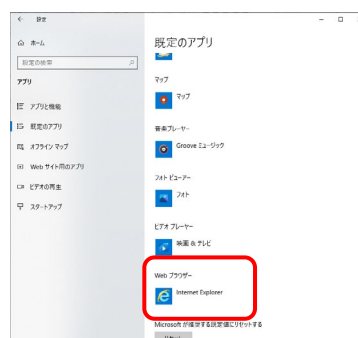 設定
ホーム
設定の検索
アプリ
アプリと機能
既定のアプリ
オフライン マップ
Web サイト用のアプリ
ビデオの再生
スタートアップ
既定のアプリ
マップ
マップ
音楽プレーヤー
Groove ミュージック
フォト ビューアー
フォト
ビデオ プレーヤー
映画 & テレビ
Web ブラウザー
Internet Explorer
Microsoft が推奨する既定値にリセットする
リセット